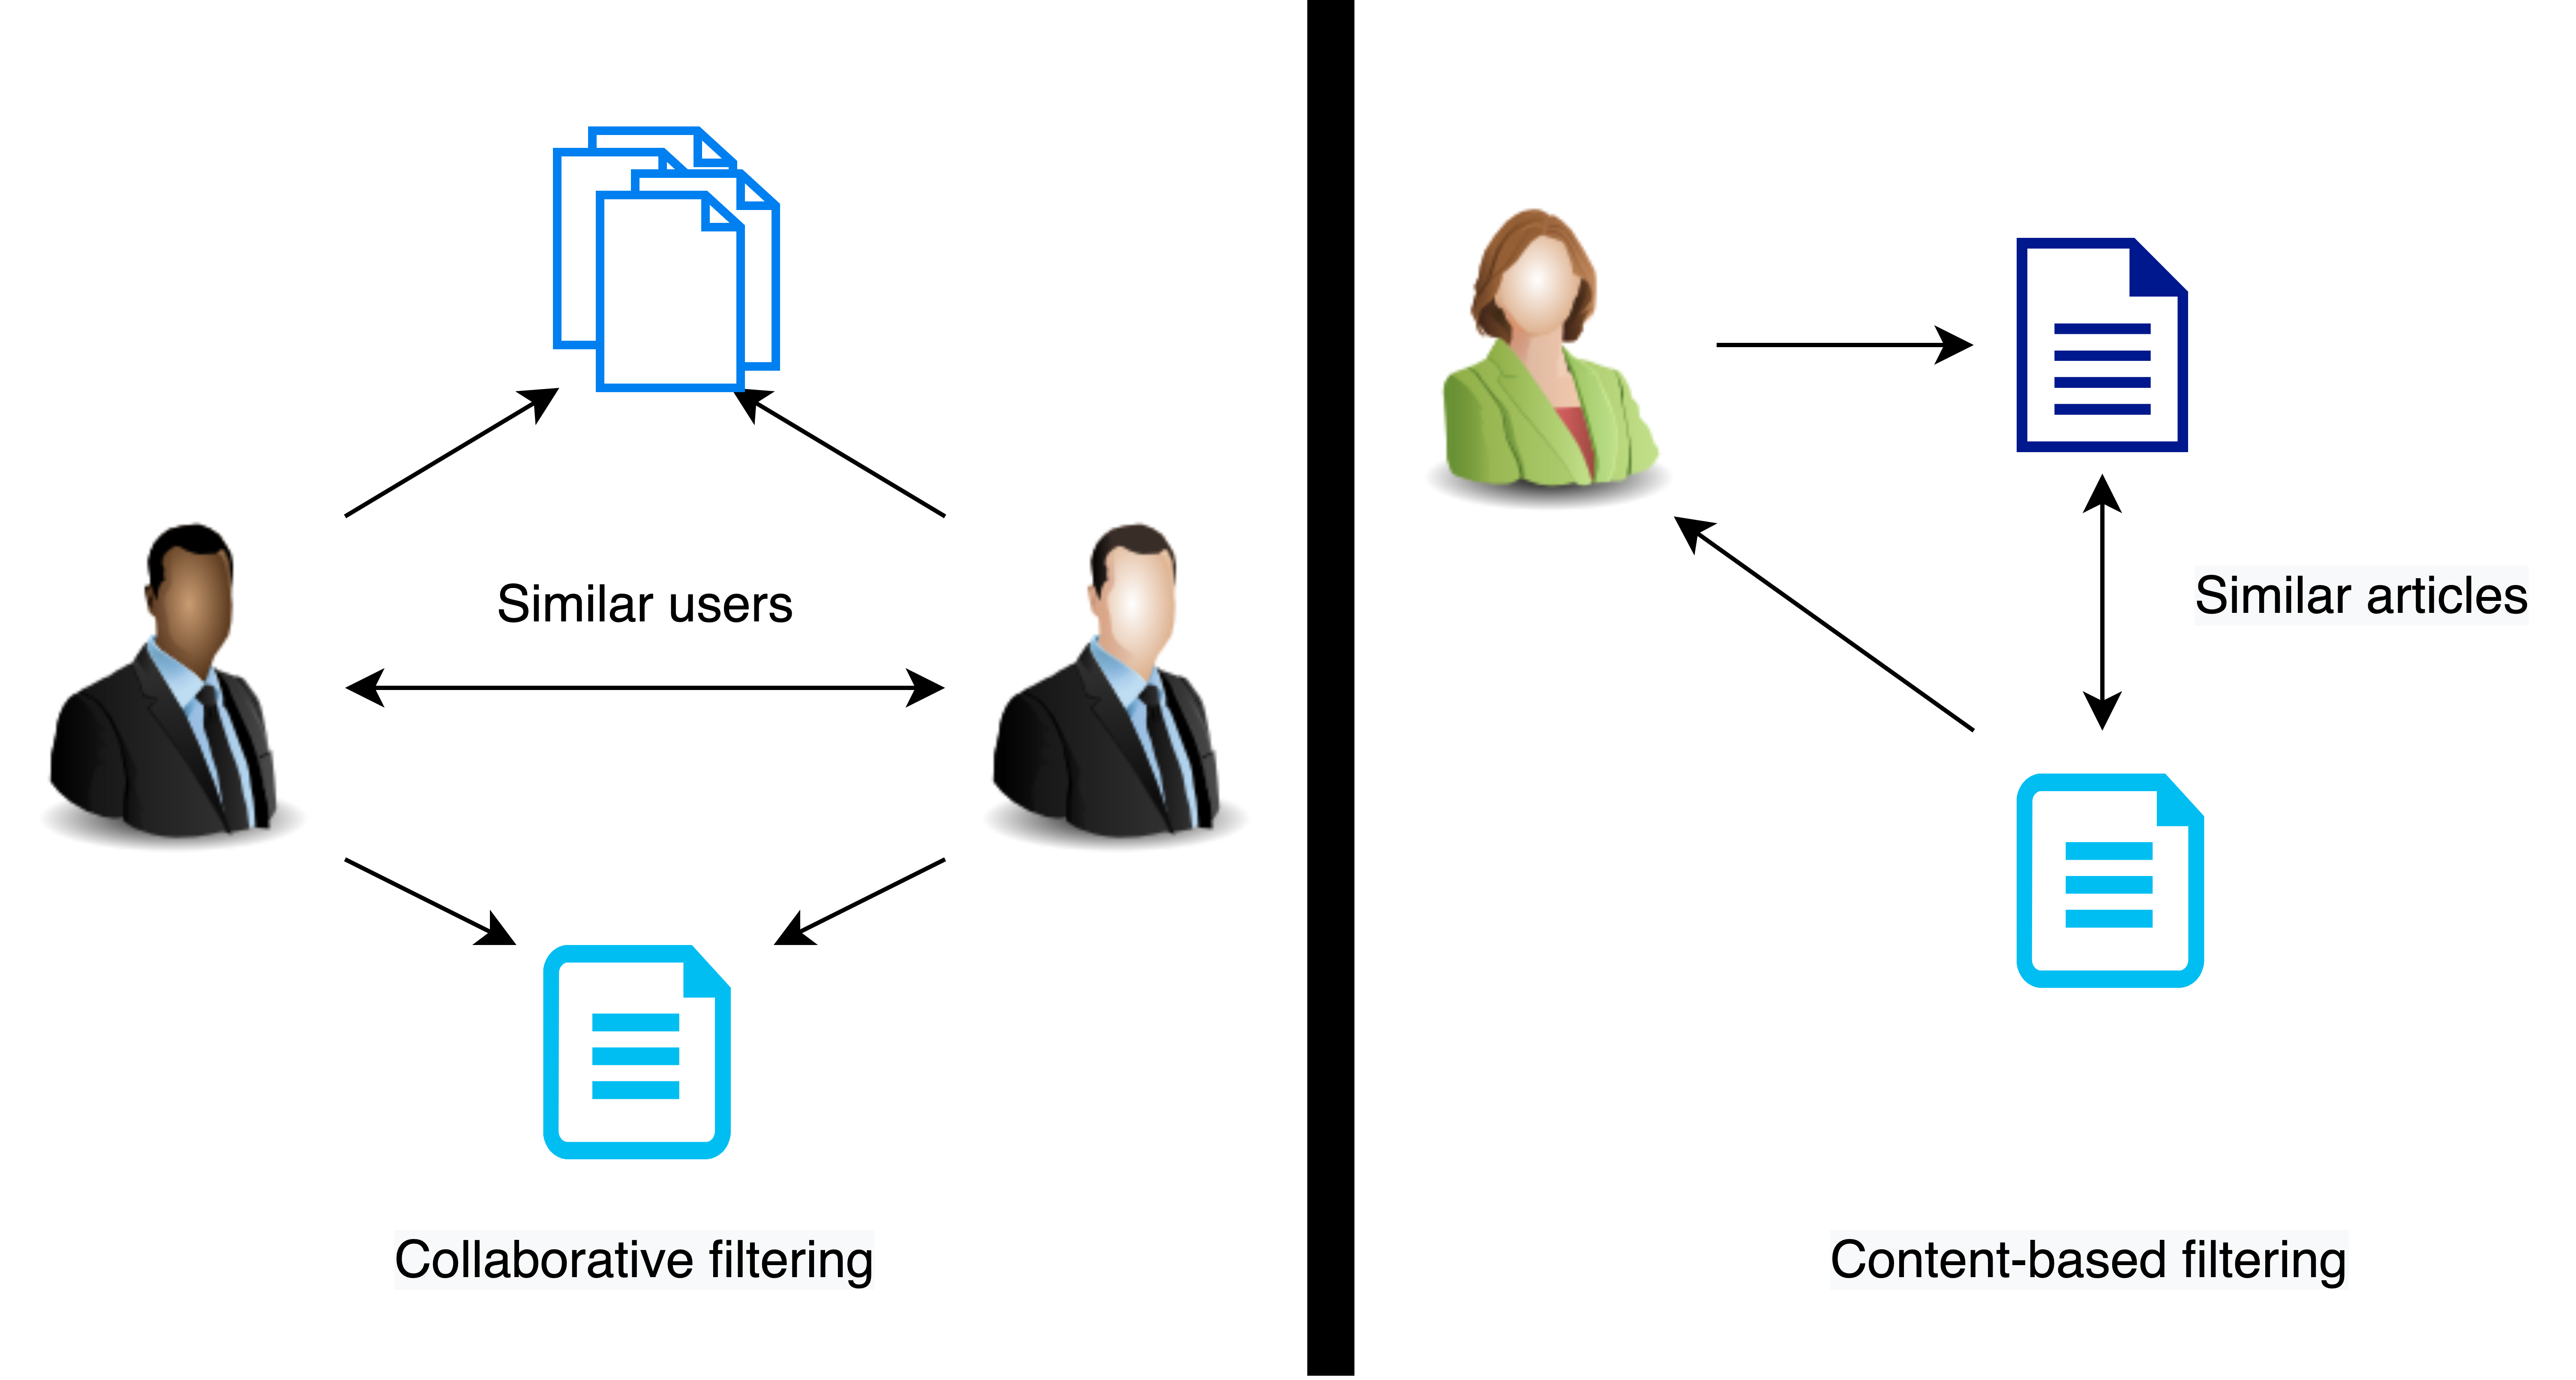 Similar users
Collaborative filtering
Similar articles
Content-based filtering